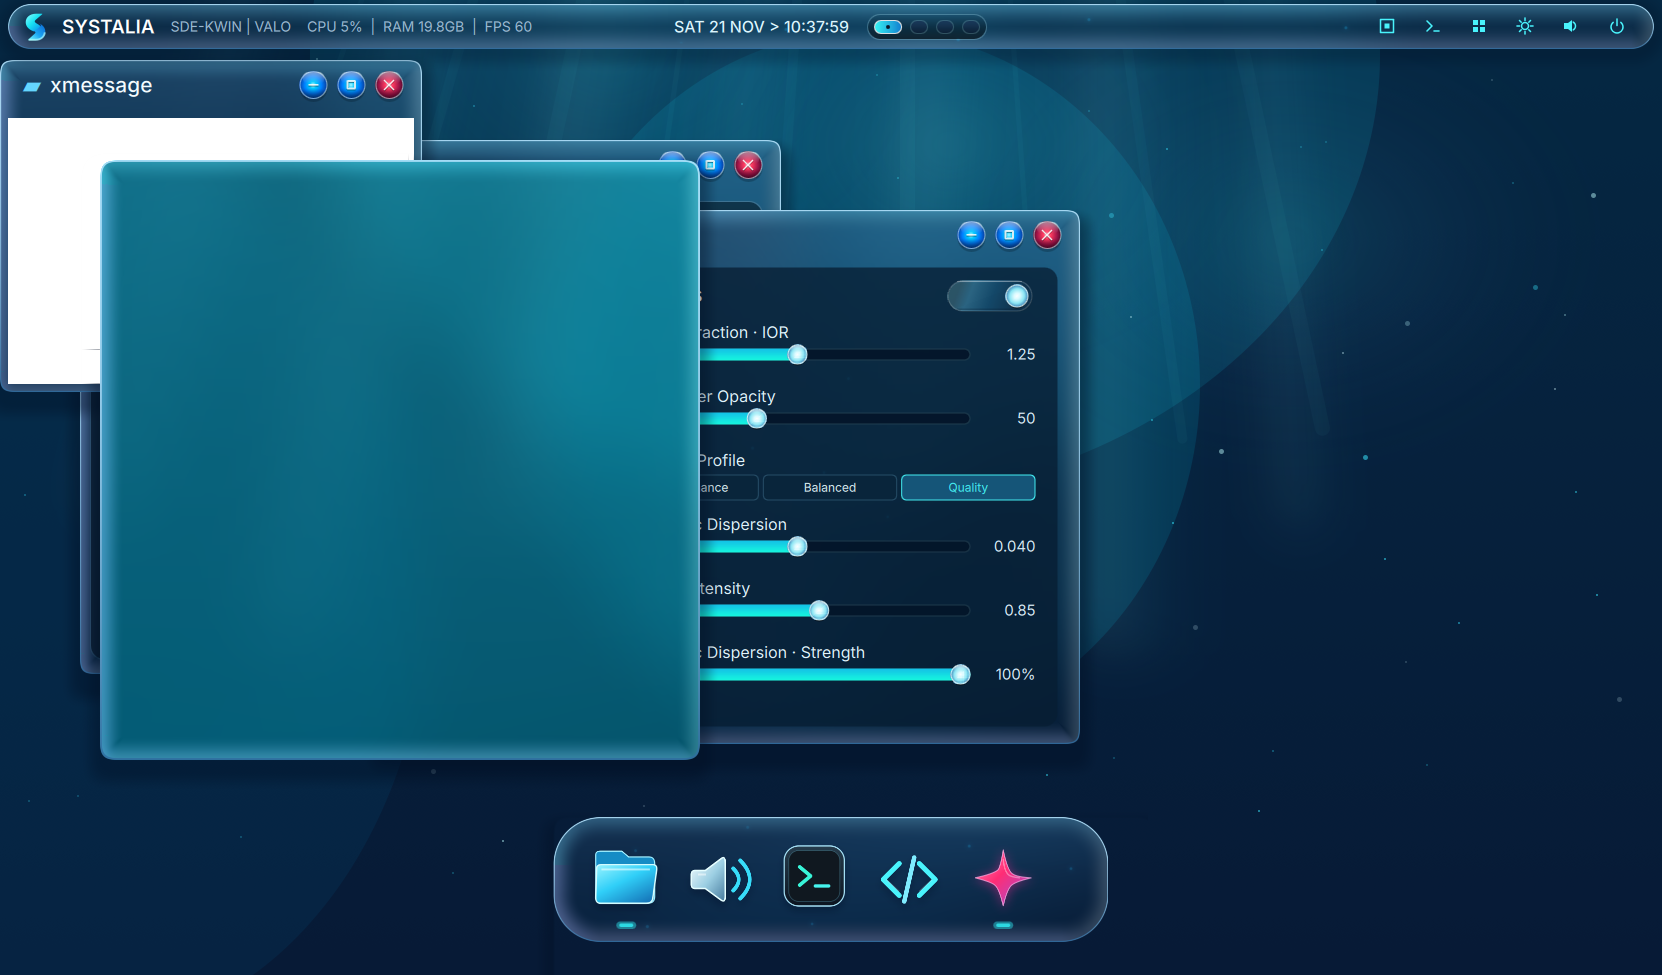 SYSTALIA SDE-KWIN | VALO CPU 5% | RAM 19.8GB | FPS 60 SAT 21 NOV > 10:37:59
xmessage
raction · IOR
1.25
er Opacity
50
Profile
ance Balanced Quality
Dispersion
0.040
tensity
0.85
Dispersion · Strength
100%